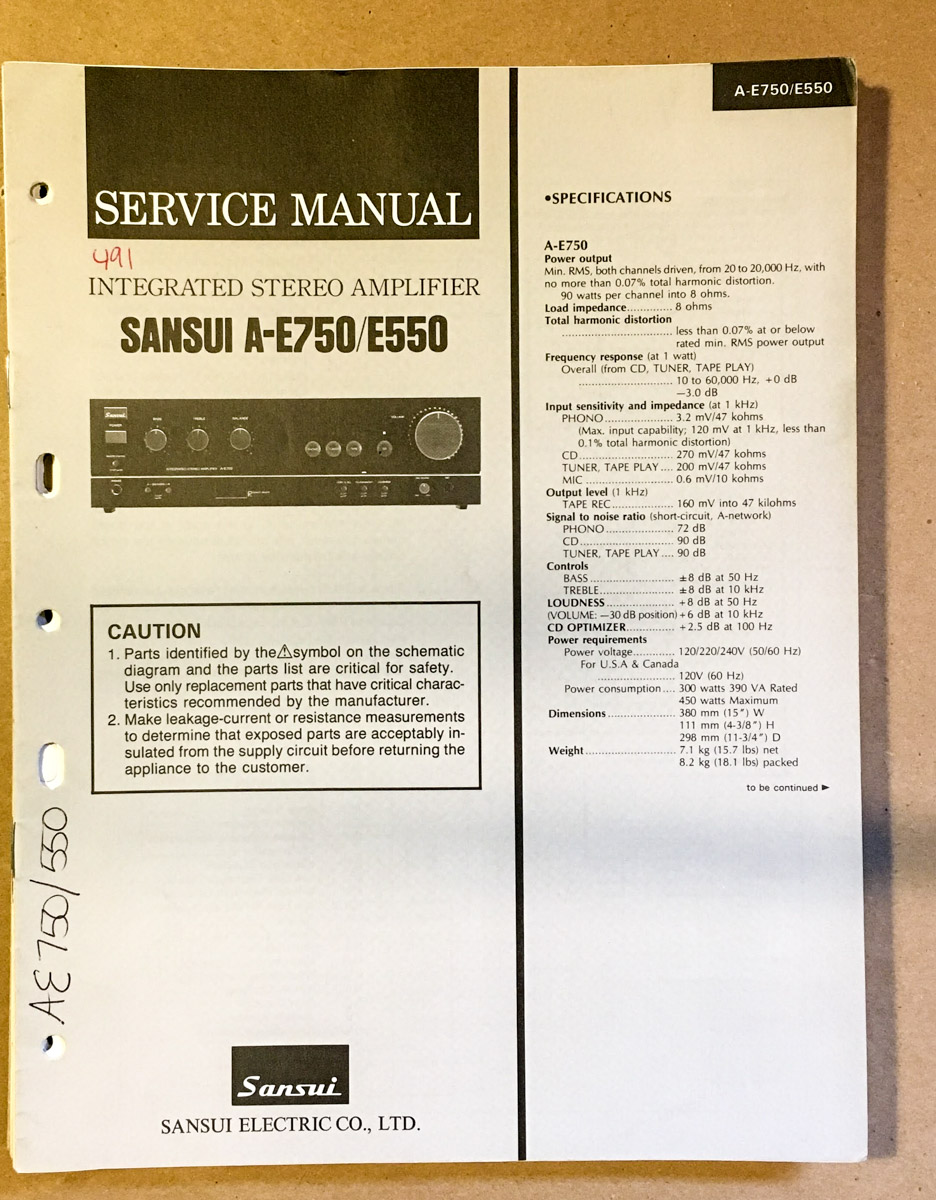 A-E750/E550
SERVICE MANUAL
491
INTEGRATED STEREO AMPLIFIER
SANSUI A-E750/E550
Sansui
POWER
BASS
TREBLE
BALANCE
VOLUME
CAUTION
1. Parts identified by the⚠symbol on the schematic
diagram and the parts list are critical for safety.
Use only replacement parts that have critical charac-
teristics recommended by the manufacturer.
2. Make leakage-current or resistance measurements
to determine that exposed parts are acceptably in-
sulated from the supply circuit before returning the
appliance to the customer.
AE 750/550
Sansui
SANSUI ELECTRIC CO., LTD.
•SPECIFICATIONS
A-E750
Power output
Min. RMS, both channels driven, from 20 to 20,000 Hz, with
no more than 0.07% total harmonic distortion.
90 watts per channel into 8 ohms.
Load impedance............. 8 ohms
Total harmonic distortion
.............................. less than 0.07% at or below
rated min. RMS power output
Frequency response (at 1 watt)
Overall (from CD, TUNER, TAPE PLAY)
.......................... 10 to 60,000 Hz, +0 dB
−3.0 dB
Input sensitivity and impedance (at 1 kHz)
PHONO.................... 3.2 mV/47 kohms
(Max. input capability; 120 mV at 1 kHz, less than
0.1% total harmonic distortion)
CD.......................... 270 mV/47 kohms
TUNER, TAPE PLAY.... 200 mV/47 kohms
MIC........................ 0.6 mV/10 kohms
Output level (1 kHz)
TAPE REC.................. 160 mV into 47 kilohms
Signal to noise ratio (short-circuit, A-network)
PHONO.................... 72 dB
CD.......................... 90 dB
TUNER, TAPE PLAY.... 90 dB
Controls
BASS........................ ±8 dB at 50 Hz
TREBLE..................... ±8 dB at 10 kHz
LOUDNESS.................. +8 dB at 50 Hz
(VOLUME: −30 dB position) +6 dB at 10 kHz
CD OPTIMIZER.............. +2.5 dB at 100 Hz
Power requirements
Power voltage............ 120/220/240V (50/60 Hz)
For U.S.A & Canada
...................... 120V (60 Hz)
Power consumption.... 300 watts 390 VA Rated
450 watts Maximum
Dimensions................... 380 mm (15″) W
111 mm (4-3/8″) H
298 mm (11-3/4″) D
Weight......................... 7.1 kg (15.7 lbs) net
8.2 kg (18.1 lbs) packed
to be continued ►